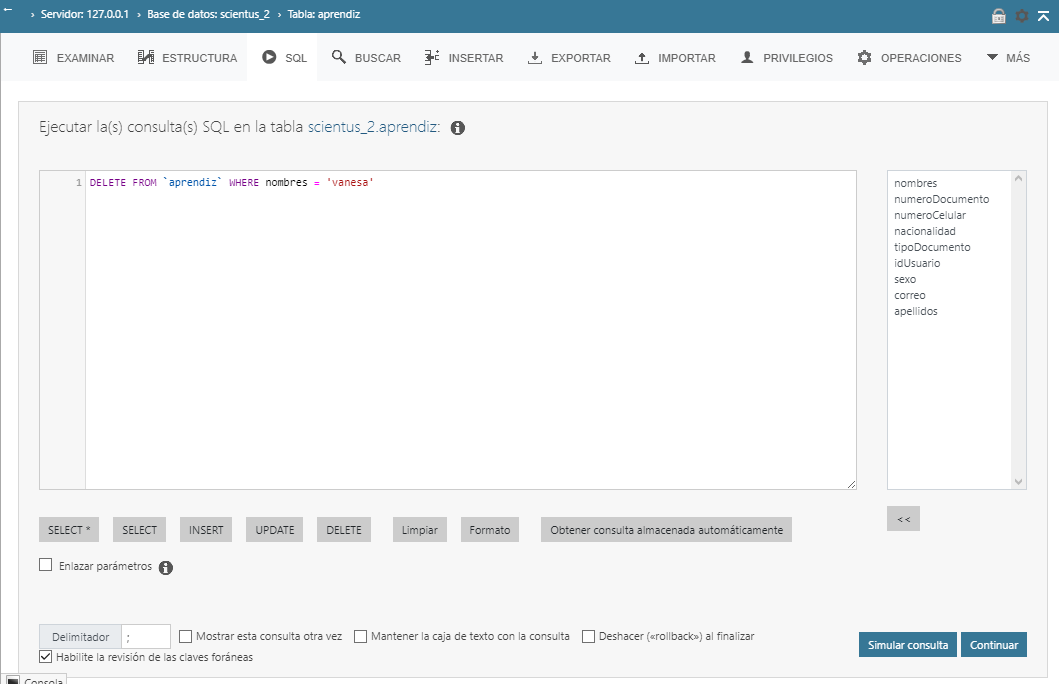 ← › Servidor: 127.0.0.1 › Base de datos: scientus_2 › Tabla: aprendiz
EXAMINAR ESTRUCTURA SQL BUSCAR INSERTAR EXPORTAR IMPORTAR PRIVILEGIOS OPERACIONES MÁS
Ejecutar la(s) consulta(s) SQL en la tabla scientus_2.aprendiz:
1 DELETE FROM `aprendiz` WHERE nombres = 'vanesa'
nombres
numeroDocumento
numeroCelular
nacionalidad
tipoDocumento
idUsuario
sexo
correo
apellidos
SELECT * SELECT INSERT UPDATE DELETE Limpiar Formato Obtener consulta almacenada automáticamente <<
Enlazar parámetros
Delimitador ; Mostrar esta consulta otra vez Mantener la caja de texto con la consulta Deshacer («rollback») al finalizar
Habilite la revisión de las claves foráneas
Simular consulta Continuar
Consola